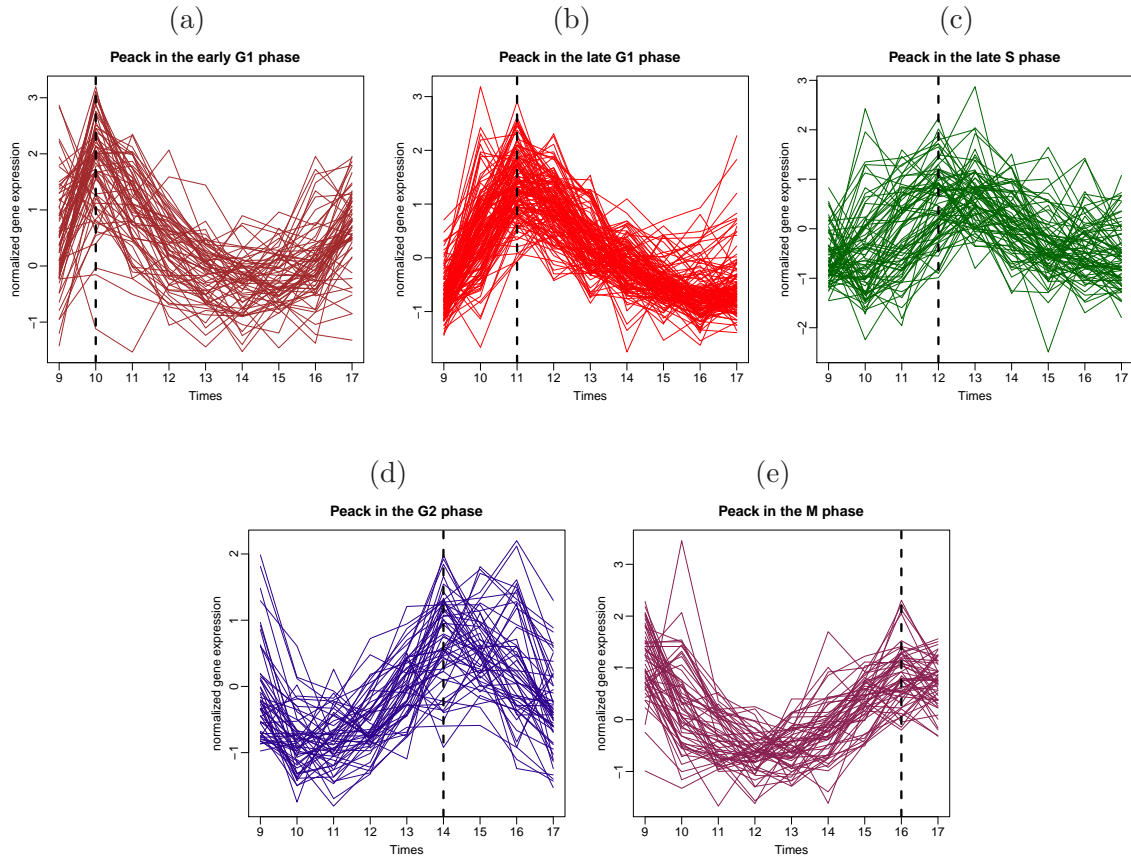 (a)
Peack in the early G1 phase
normalized gene expression
3
2
1
0
−1
9 10 11 12 13 14 15 16 17
Times
(b)
Peack in the late G1 phase
normalized gene expression
3
2
1
0
−1
9 10 11 12 13 14 15 16 17
Times
(c)
Peack in the late S phase
normalized gene expression
3
2
1
0
−1
−2
9 10 11 12 13 14 15 16 17
Times
(d)
Peack in the G2 phase
normalized gene expression
2
1
0
−1
9 10 11 12 13 14 15 16 17
Times
(e)
Peack in the M phase
normalized gene expression
3
2
1
0
−1
9 10 11 12 13 14 15 16 17
Times